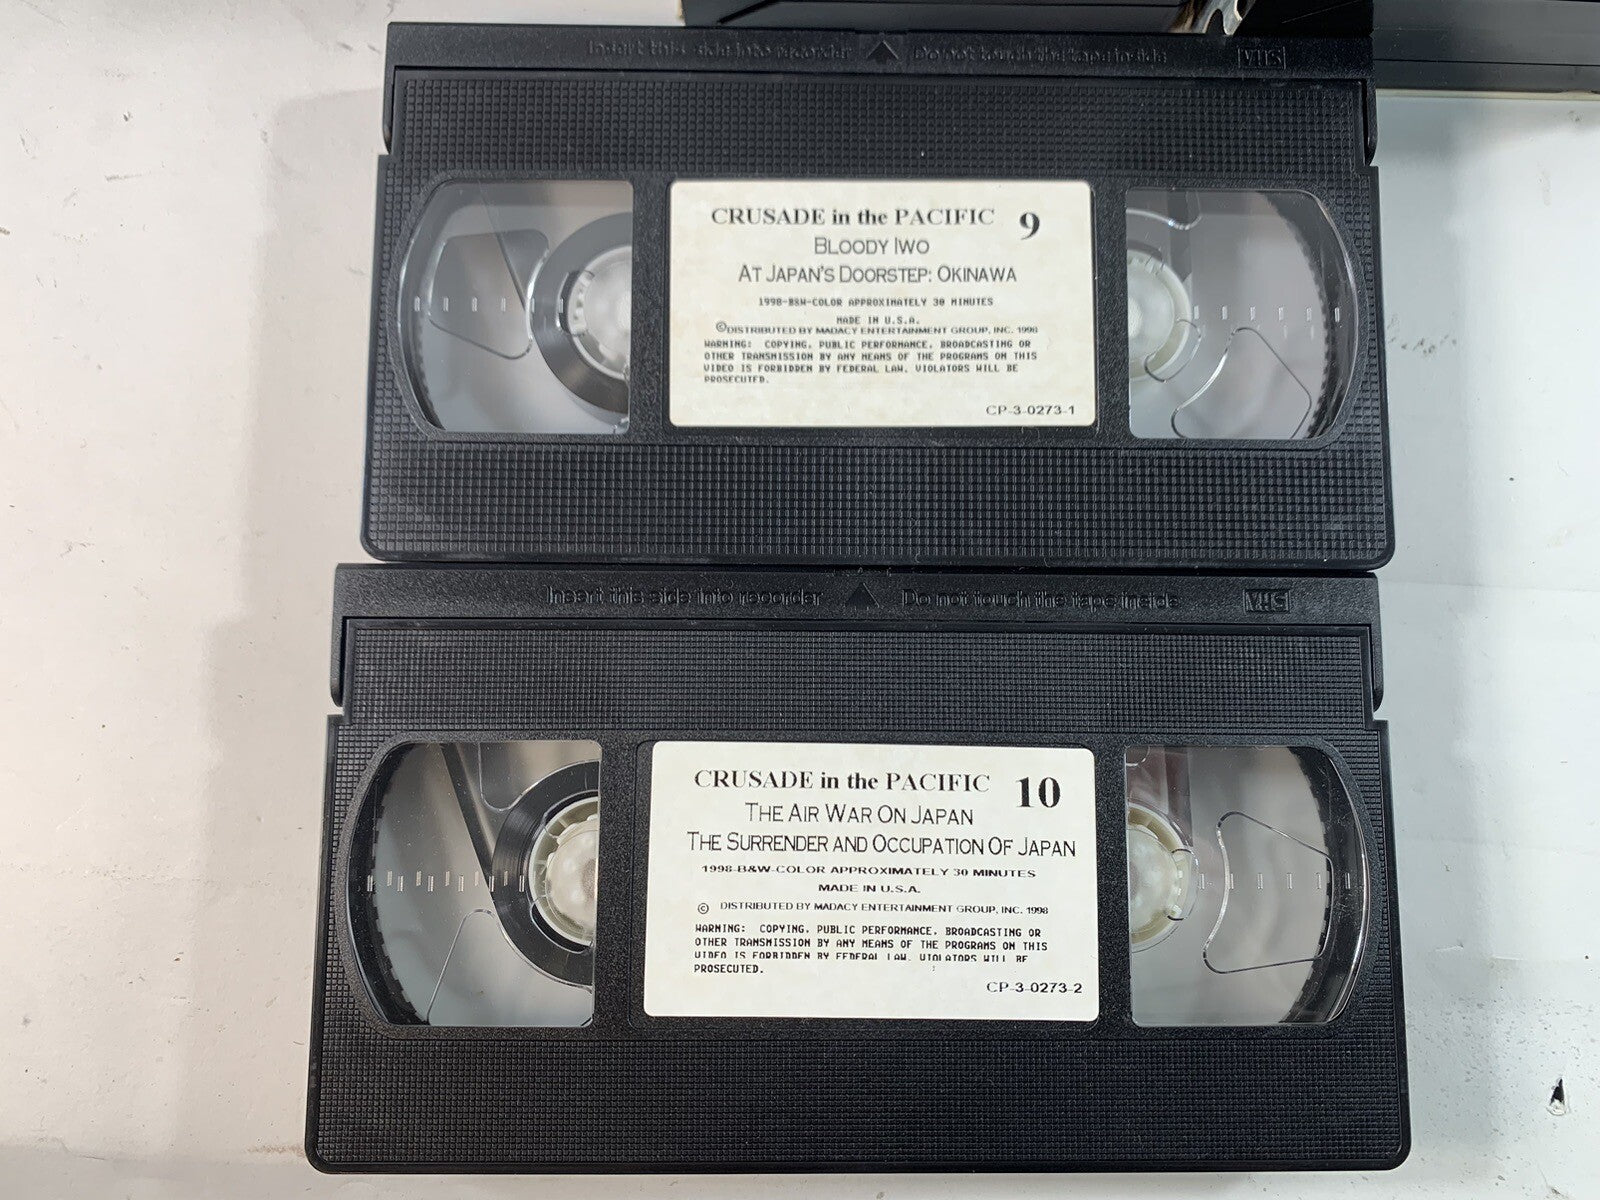 Insert this side into recorder Do not touch the tape inside VHS
CRUSADE in the PACIFIC 9
BLOODY IWO
AT JAPAN'S DOORSTEP: OKINAWA
1998-B&W-COLOR APPROXIMATELY 30 MINUTES
MADE IN U.S.A.
©DISTRIBUTED BY MADACY ENTERTAINMENT GROUP, INC. 1998
WARNING: COPYING, PUBLIC PERFORMANCE, BROADCASTING OR
OTHER TRANSMISSION BY ANY MEANS OF THE PROGRAMS ON THIS
VIDEO IS FORBIDDEN BY FEDERAL LAW. VIOLATORS WILL BE
PROSECUTED.
CP-3-0273-1
Insert this side into recorder Do not touch the tape inside VHS
CRUSADE in the PACIFIC 10
THE AIR WAR ON JAPAN
THE SURRENDER AND OCCUPATION OF JAPAN
1998-B&W-COLOR APPROXIMATELY 30 MINUTES
MADE IN U.S.A.
© DISTRIBUTED BY MADACY ENTERTAINMENT GROUP, INC. 1998
WARNING: COPYING, PUBLIC PERFORMANCE, BROADCASTING OR
OTHER TRANSMISSION BY ANY MEANS OF THE PROGRAMS ON THIS
VIDEO IS FORBIDDEN BY FEDERAL LAW. VIOLATORS WILL BE
PROSECUTED.
CP-3-0273-2